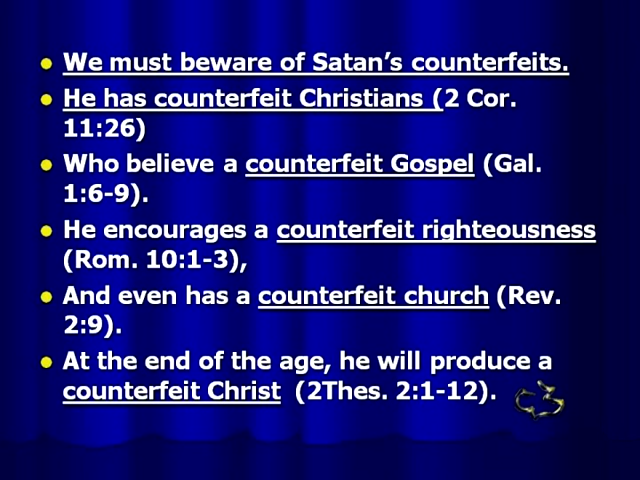 We must beware of Satan's counterfeits.
He has counterfeit Christians (2 Cor.
11:26)
Who believe a counterfeit Gospel (Gal.
1:6-9).
He encourages a counterfeit righteousness
(Rom. 10:1-3),
And even has a counterfeit church (Rev.
2:9).
At the end of the age, he will produce a
counterfeit Christ (2Thes. 2:1-12).